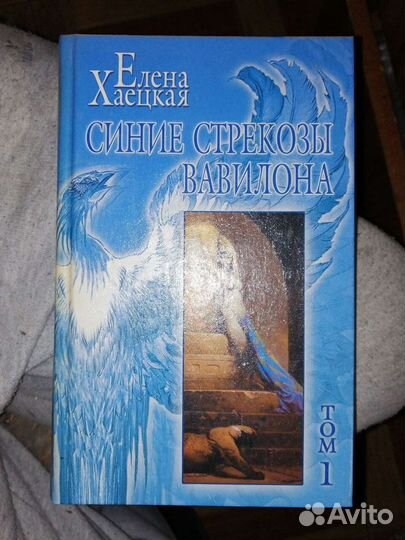 Елена
Хаецкая
СИНИЕ СТРЕКОЗЫ
ВАВИЛОНА
ТОМ 1
Avito